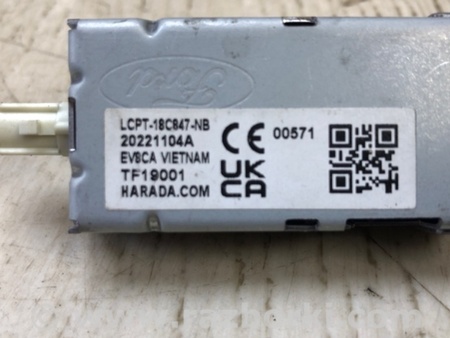 Ford
LCPT-18C847-NB
20221104A
EV8CA VIETNAM
TF19001
HARADA.COM
CE
00571
UK
CA